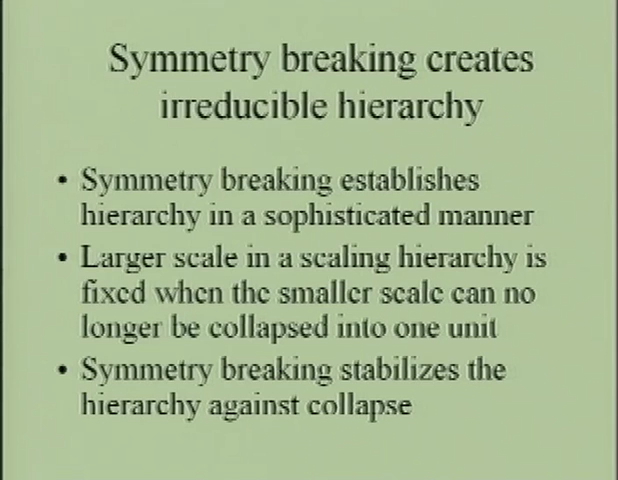 Symmetry breaking creates
irreducible hierarchy
• Symmetry breaking establishes
hierarchy in a sophisticated manner
• Larger scale in a scaling hierarchy is
fixed when the smaller scale can no
longer be collapsed into one unit
• Symmetry breaking stabilizes the
hierarchy against collapse